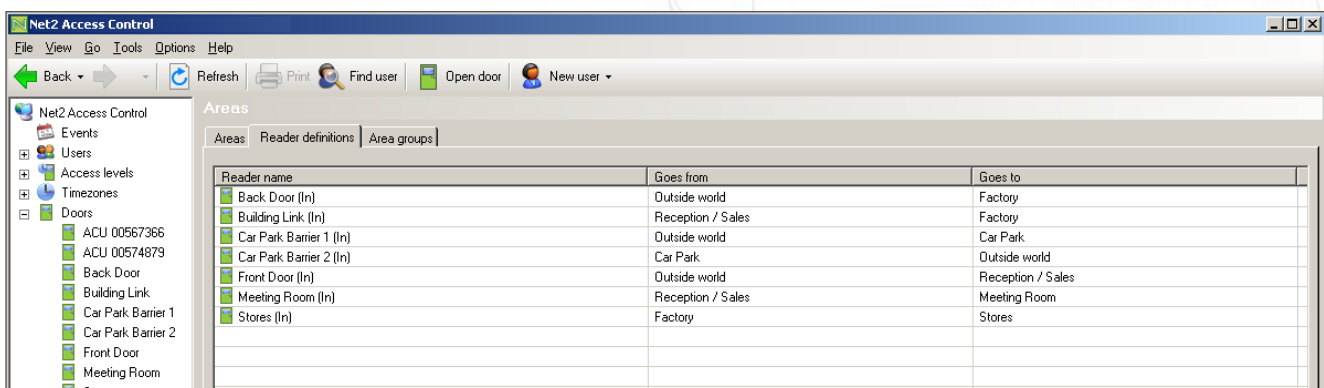 Net2 Access Control
File View Go Tools Options Help
Back Refresh Print Find user Open door New user
Net2 Access Control
Events
Users
Access levels
Timezones
Doors
ACU 00567366
ACU 00574879
Back Door
Building Link
Car Park Barrier 1
Car Park Barrier 2
Front Door
Meeting Room
Areas
Areas Reader definitions Area groups
Reader name Goes from Goes to
Back Door (In) Outside world Factory
Building Link (In) Reception / Sales Factory
Car Park Barrier 1 (In) Outside world Car Park
Car Park Barrier 2 (In) Car Park Outside world
Front Door (In) Outside world Reception / Sales
Meeting Room (In) Reception / Sales Meeting Room
Stores (In) Factory Stores